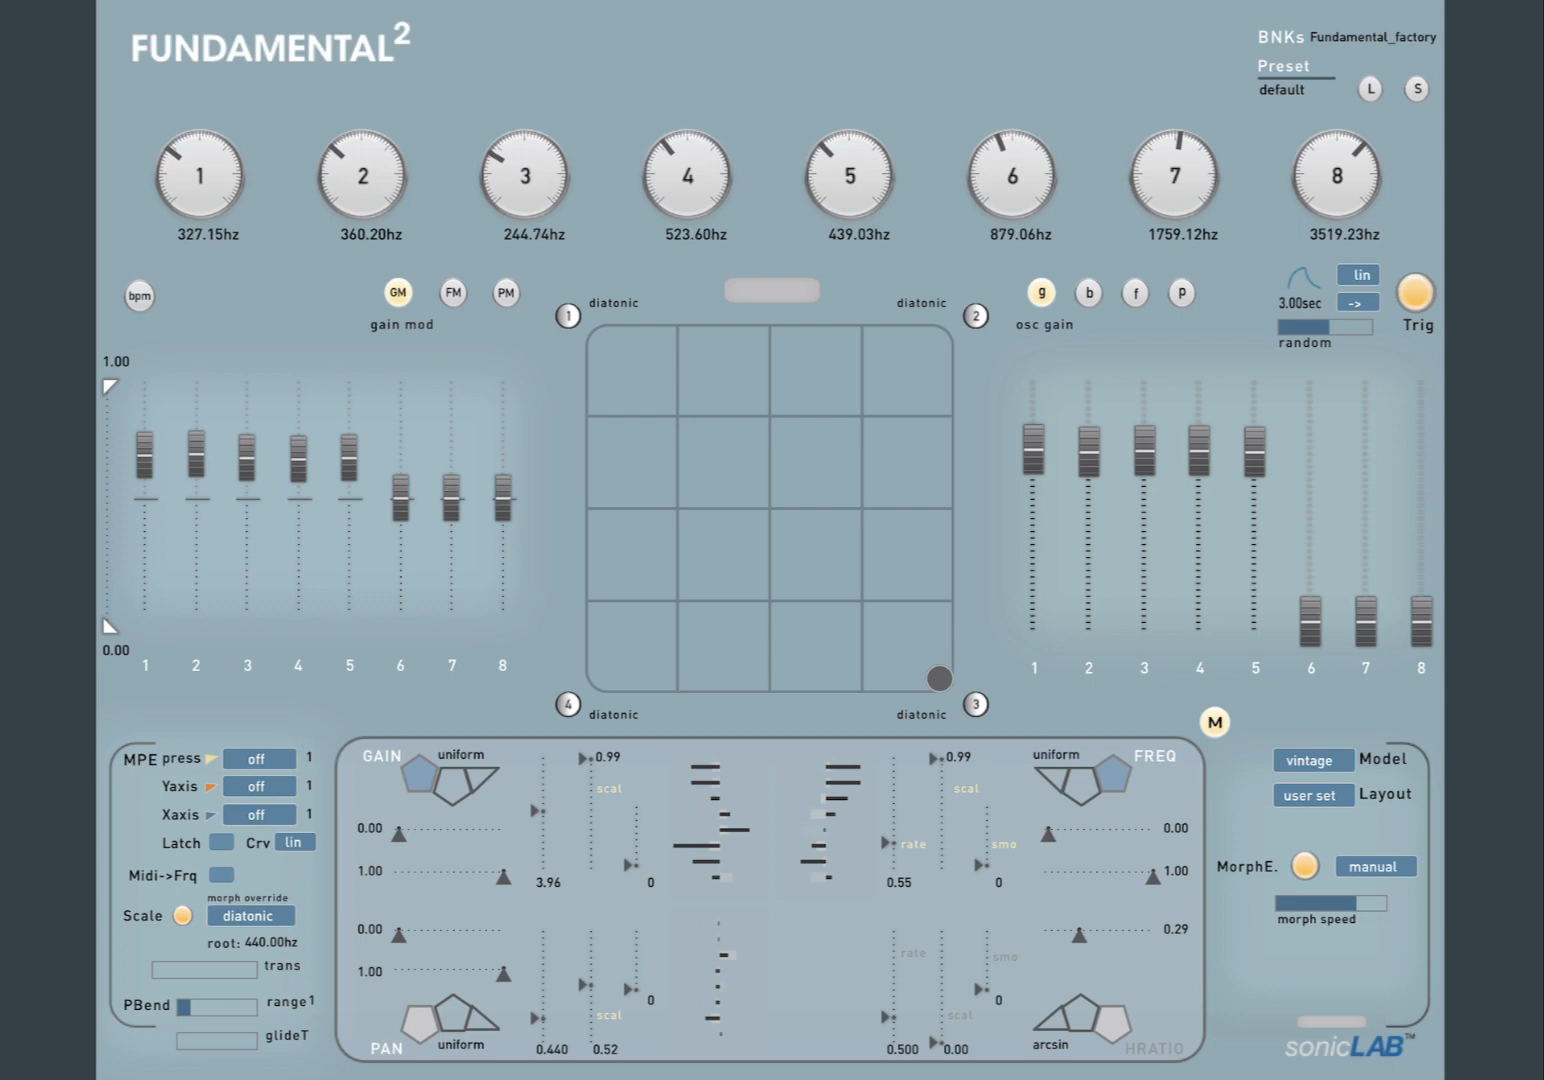 FUNDAMENTAL²
BNKs Fundamental_factory
Preset
default
L S
1 2 3 4 5 6 7 8
327.15hz 360.20hz 244.74hz 523.60hz 439.03hz 879.06hz 1759.12hz 3519.23hz
bpm
GM FM PM
gain mod
1 diatonic
diatonic 2
g b f p
osc gain
lin
3.00sec ->
Trig
random
1.00
0.00
1 2 3 4 5 6 7 8
1 2 3 4 5 6 7 8
4 diatonic
diatonic 3
M
MPE press off 1
Yaxis off 1
Xaxis off 1
Latch Crv lin
Midi->Frq
morph override
Scale diatonic
root: 440.00hz
trans
PBend range1
glideT
GAIN uniform
0.99
scal
0.00
1.00
3.96
0
0.00
1.00
0
scal
PAN uniform
0.440 0.52
uniform FREQ
0.99
scal
0.00
rate smo
1.00
0.55
0
0.29
rate smo
0
scal
arcsin HRATIO
0.500 0.00
vintage Model
user set Layout
MorphE. manual
morph speed
sonicLAB™